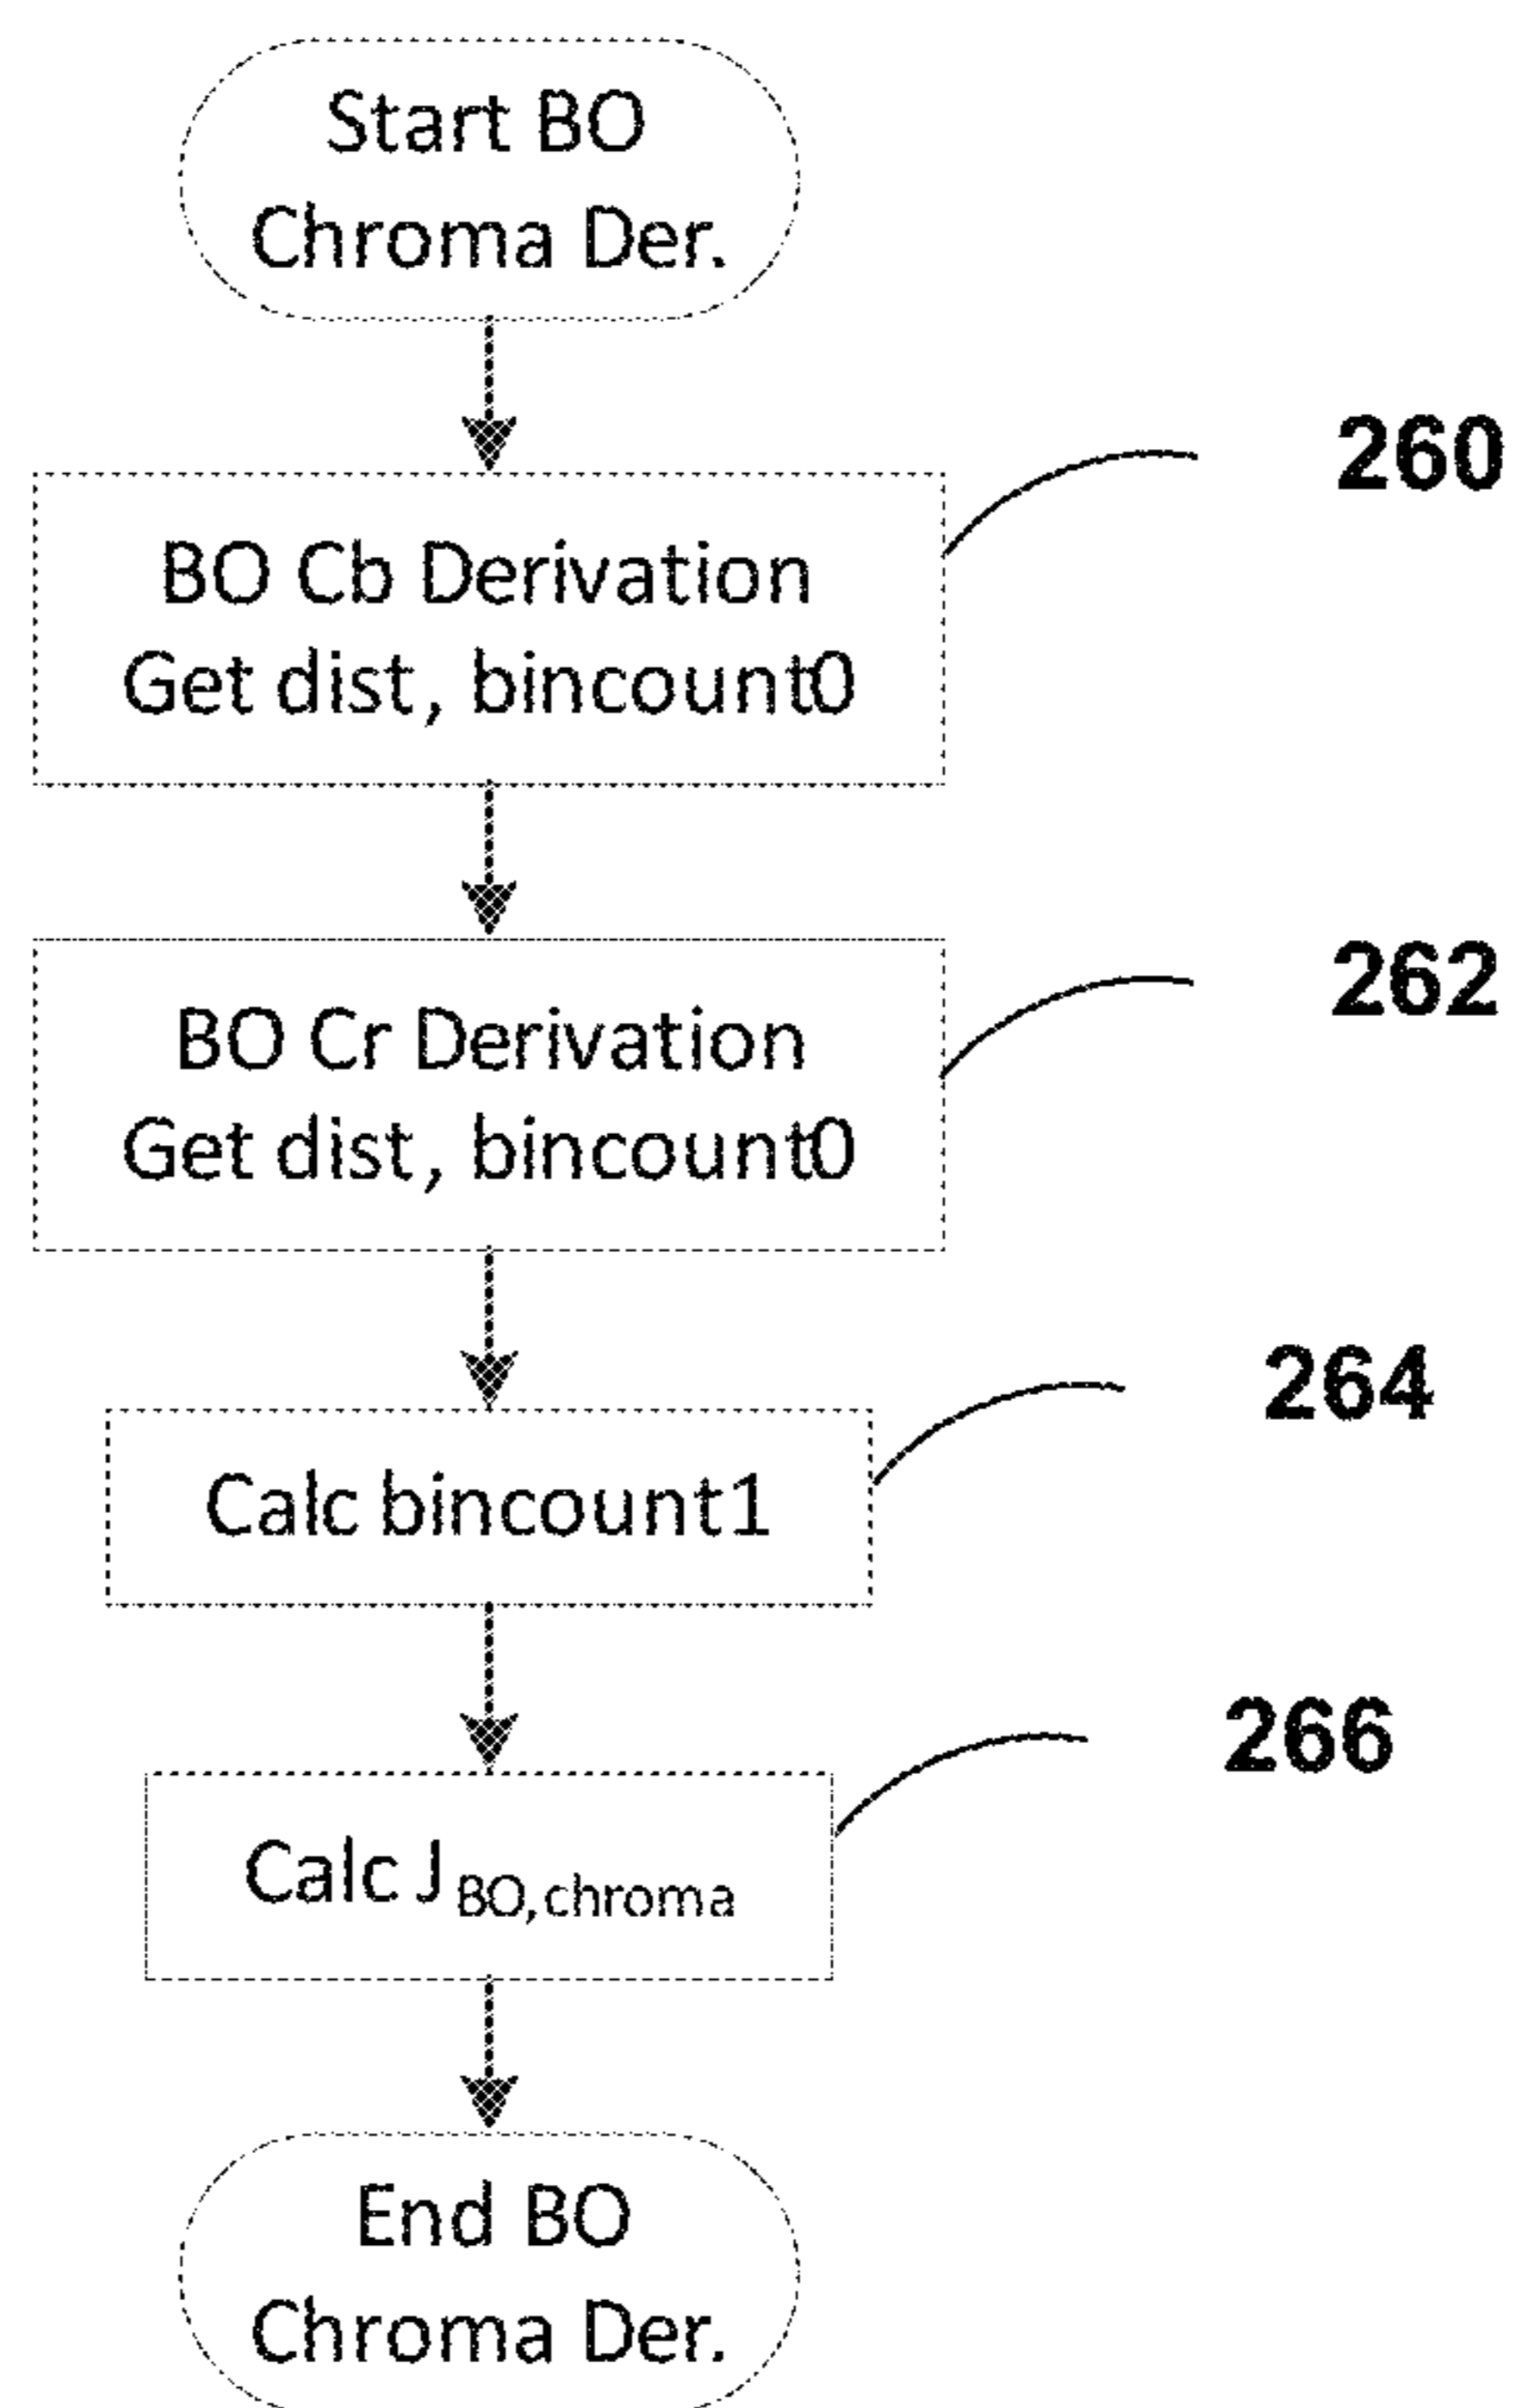 Start BO
Chroma Der.
260
BO Cb Derivation
Get dist, bincount0
262
BO Cr Derivation
Get dist, bincount0
264
Calc bincount1
266
Calc J BO,chroma
End BO
Chroma Der.